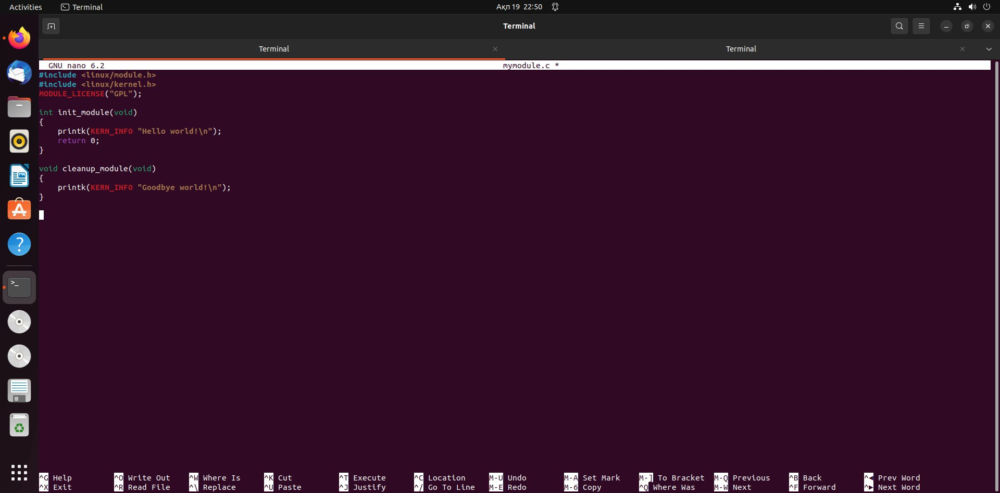 Activities Terminal Ақп 19 22:50
Terminal
Terminal Terminal
GNU nano 6.2 mymodule.c *
#include <linux/module.h>
#include <linux/kernel.h>
MODULE_LICENSE("GPL");
int init_module(void)
{
    printk(KERN_INFO "Hello world!\n");
    return 0;
}
void cleanup_module(void)
{
    printk(KERN_INFO "Goodbye world!\n");
}
^G Help ^O Write Out ^W Where Is ^K Cut ^T Execute ^C Location M-U Undo M-A Set Mark M-] To Bracket M-Q Previous ^B Back ^◄ Prev Word
^X Exit ^R Read File ^\ Replace ^U Paste ^J Justify ^/ Go To Line M-E Redo M-6 Copy ^Q Where Was M-W Next ^F Forward ^► Next Word